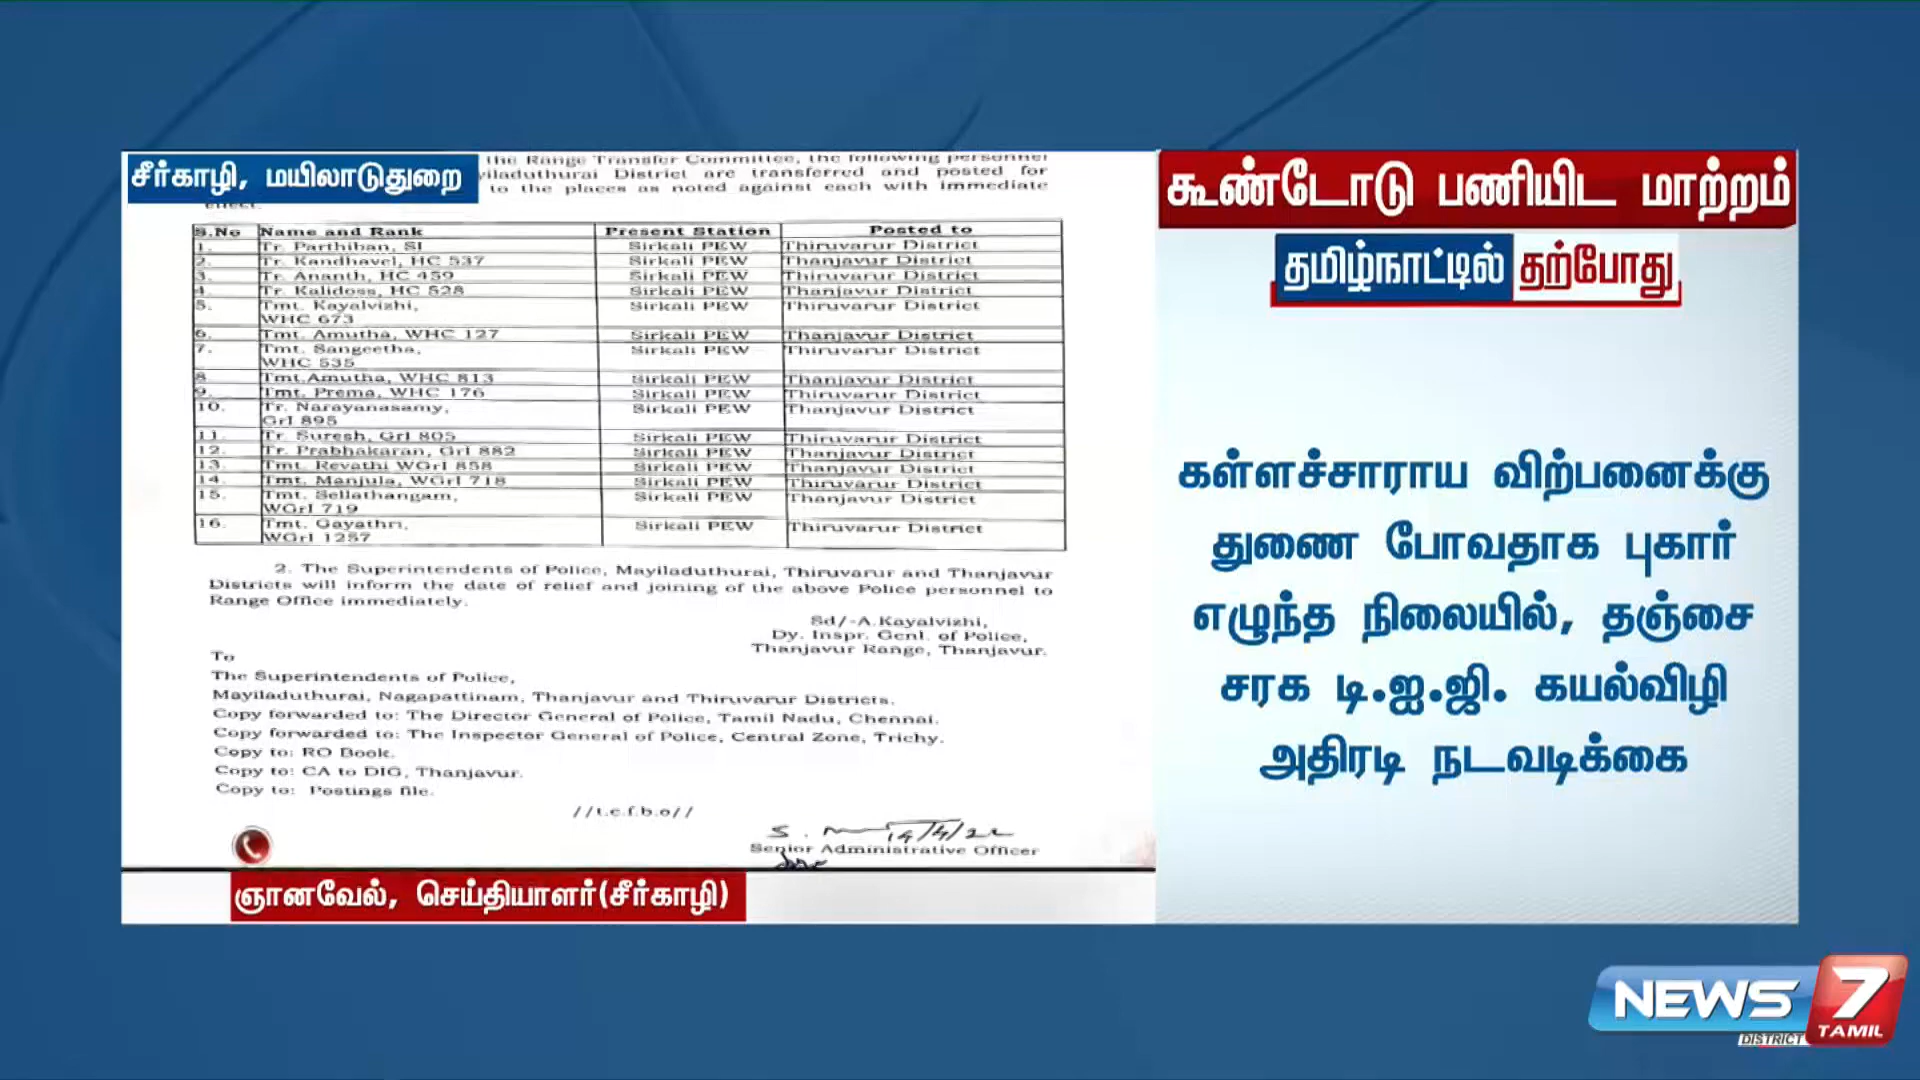 சீர்காழி, மயிலாடுதுறை
the Range Transfer Committee, the following personnel
yiladuthurai District are transferred and posted for
to the places as noted against each with immediate
effect.
S.No Name and Rank Present Station Posted to
1. Tr. Parthiban, SI Sirkali PEW Thiruvarur District
2. Tr. Kandhavel, HC 537 Sirkali PEW Thanjavur District
3. Tr. Ananth, HC 459 Sirkali PEW Thiruvarur District
4. Tr. Kalidoss, HC 528 Sirkali PEW Thanjavur District
5. Tmt. Kayalvizhi, Sirkali PEW Thiruvarur District
WHC 673
6. Tmt. Amutha, WHC 127 Sirkali PEW Thanjavur District
7. Tmt. Sangeetha, Sirkali PEW Thiruvarur District
WHC 535
8. Tmt.Amutha, WHC 813 Sirkali PEW Thanjavur District
9. Tmt. Prema, WHC 176 Sirkali PEW Thiruvarur District
10. Tr. Narayanasamy, Sirkali PEW Thanjavur District
GrI 895
11. Tr. Suresh, GrI 805 Sirkali PEW Thiruvarur District
12. Tr. Prabhakaran, GrI 882 Sirkali PEW Thanjavur District
13. Tmt. Revathi WGrI 858 Sirkali PEW Thanjavur District
14. Tmt. Manjula, WGrI 718 Sirkali PEW Thiruvarur District
15. Tmt. Sellathangam, Sirkali PEW Thanjavur District
WGrI 719
16. Tmt. Gayathri, Sirkali PEW Thiruvarur District
WGrI 1257
2. The Superintendents of Police, Mayiladuthurai, Thiruvarur and Thanjavur
Districts will inform the date of relief and joining of the above Police personnel to
Range Office immediately.
Sd/-A.Kayalvizhi,
Dy. Inspr. Genl. of Police,
Thanjavur Range, Thanjavur.
To
The Superintendents of Police,
Mayiladuthurai, Nagapattinam, Thanjavur and Thiruvarur Districts.
Copy forwarded to: The Director General of Police, Tamil Nadu, Chennai.
Copy forwarded to: The Inspector General of Police, Central Zone, Trichy.
Copy to: RO Book.
Copy to: CA to DIG, Thanjavur.
Copy to: Postings file.
//t.c.f.b.o//
Senior Administrative Officer
ஞானவேல், செய்தியாளர்(சீர்காழி)
கூண்டோடு பணியிட மாற்றம்
தமிழ்நாட்டில் தற்போது
கள்ளச்சாராய விற்பனைக்கு
துணை போவதாக புகார்
எழுந்த நிலையில், தஞ்சை
சரக டி.ஐ.ஜி. கயல்விழி
அதிரடி நடவடிக்கை
NEWS 7
DISTRICT TAMIL